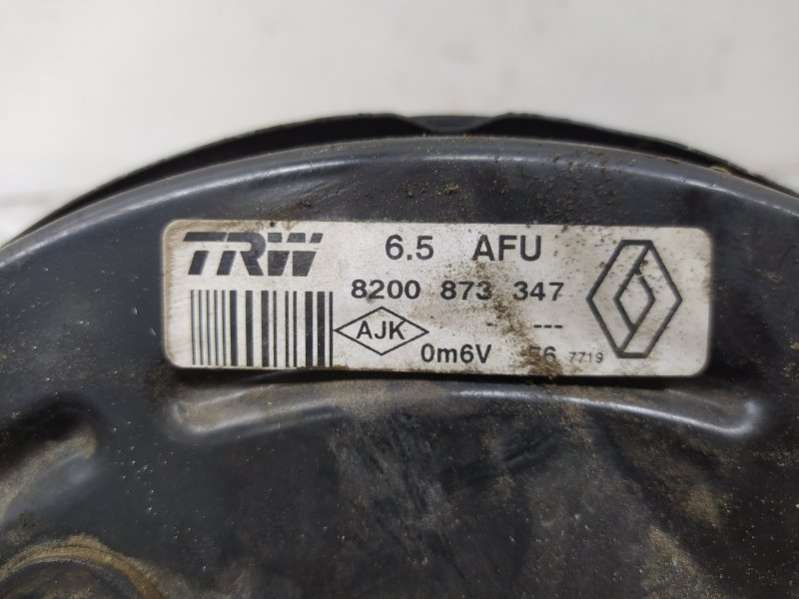 TRW 6.5 AFU
8200 873 347
AJK - ---
0m6V 7719